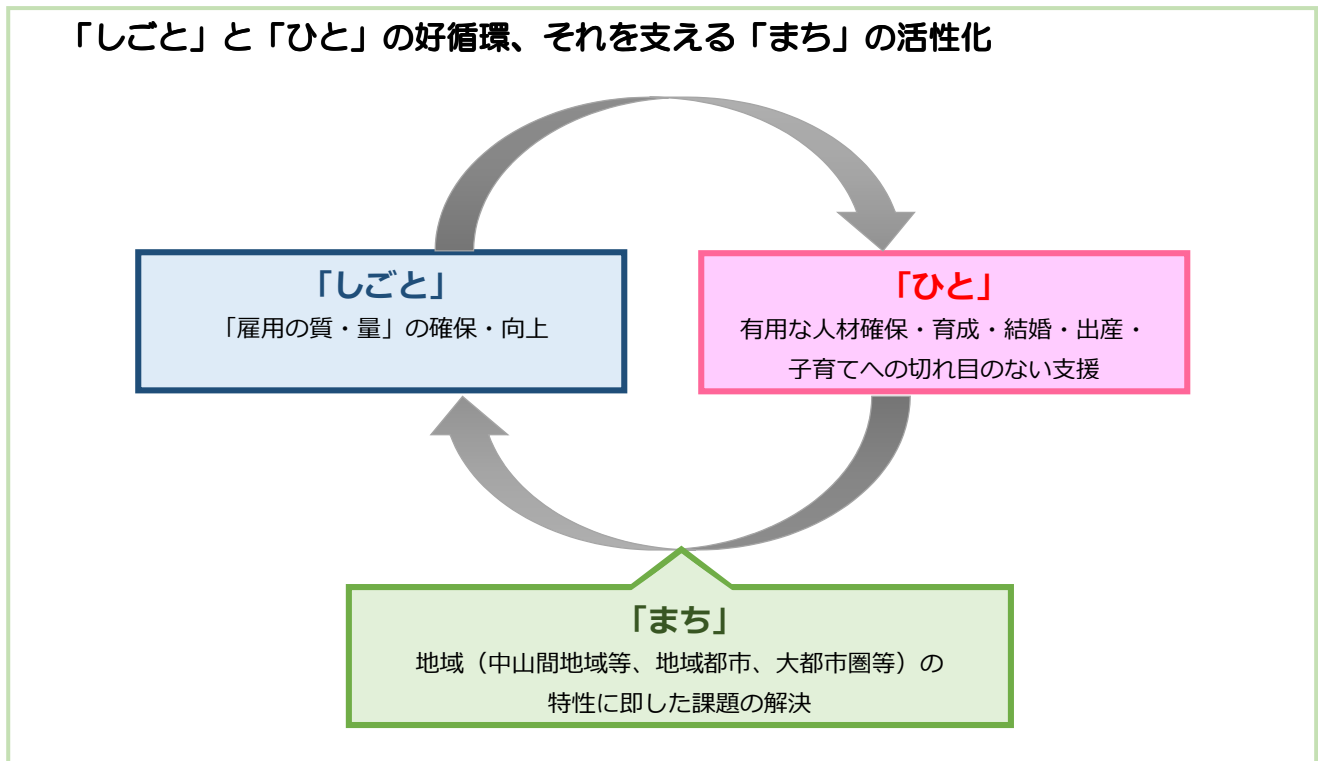 「しごと」と「ひと」の好循環、それを支える「まち」の活性化
「しごと」
「雇用の質・量」の確保・向上
「ひと」
有用な人材確保・育成・結婚・出産・
子育てへの切れ目のない支援
「まち」
地域（中山間地域等、地域都市、大都市圏等）の
特性に即した課題の解決